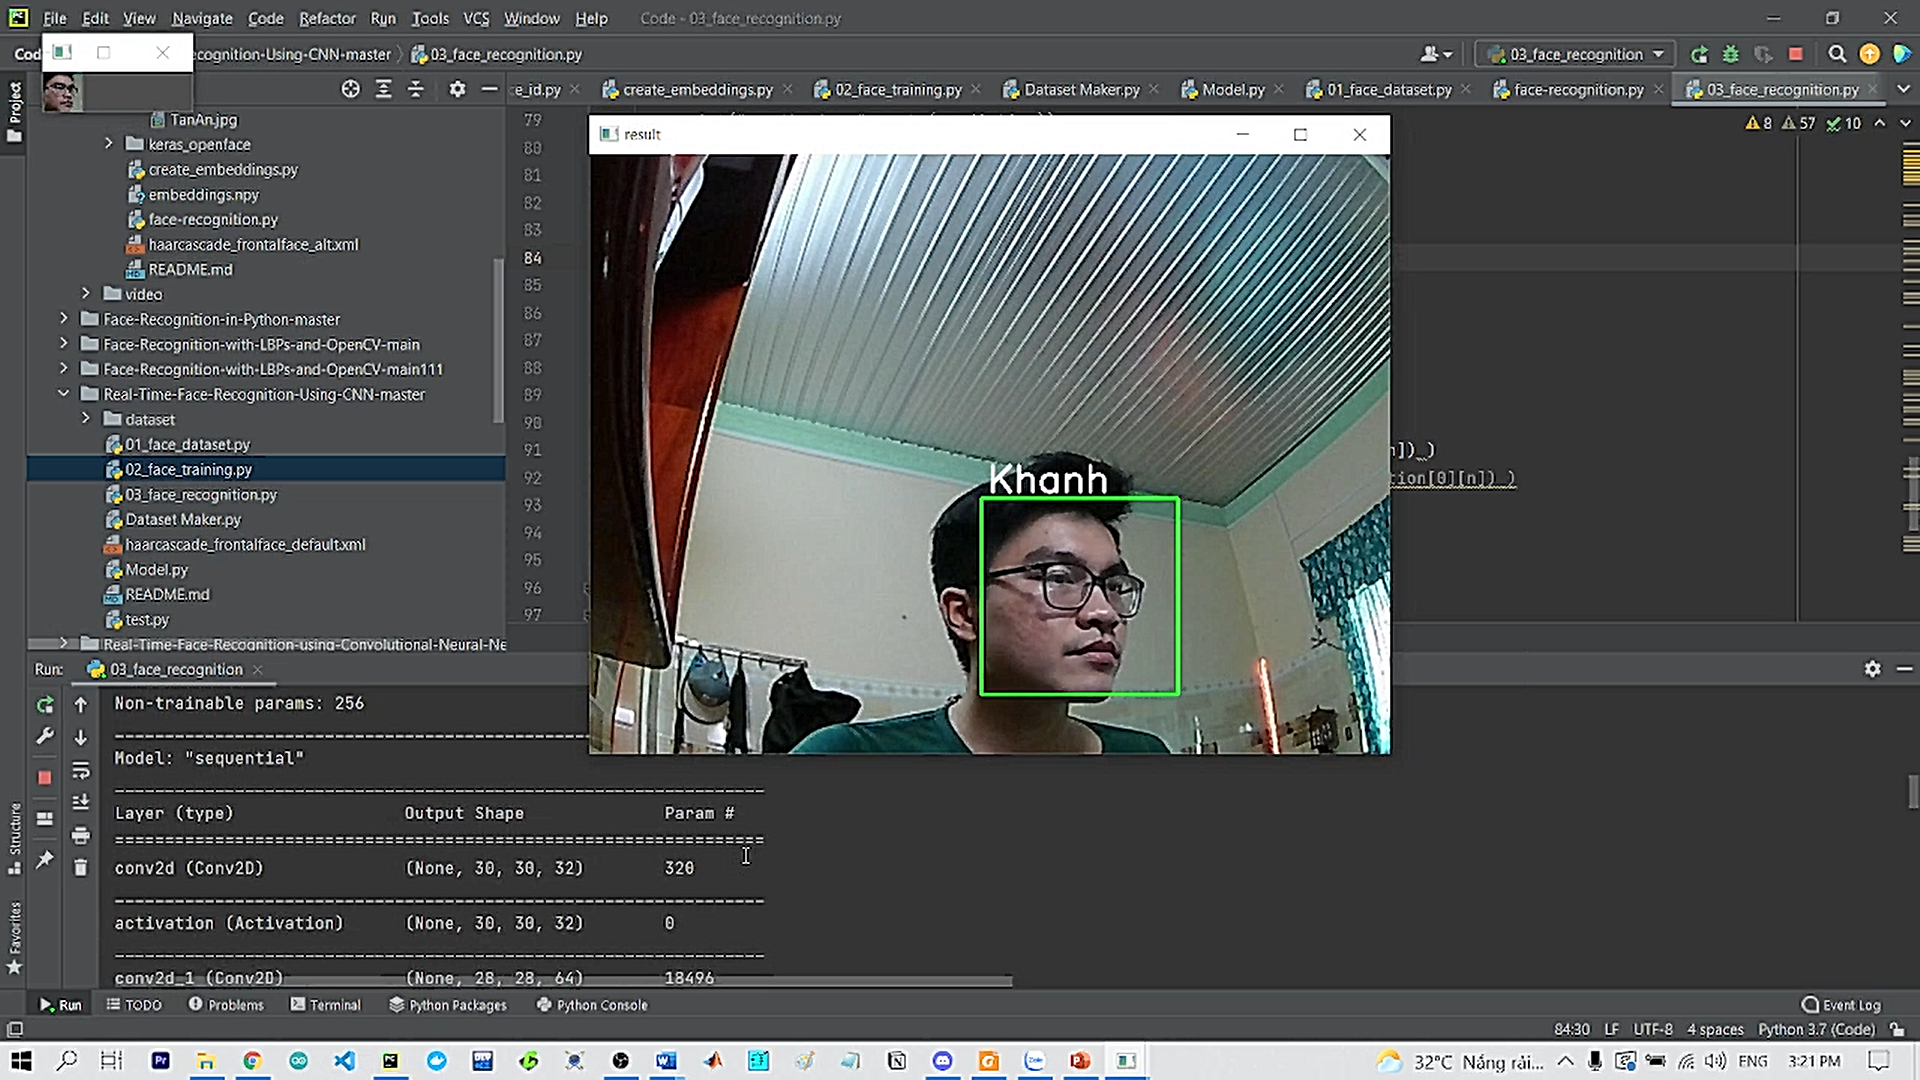 File Edit View Navigate Code Refactor Run Tools VCS Window Help Code - 03_face_recognition.py
Cod ecognition-Using-CNN-master 03_face_recognition.py 03_face_recognition
Project
e_id.py create_embeddings.py 02_face_training.py Dataset Maker.py Model.py 01_face_dataset.py face-recognition.py 03_face_recognition.py
8 57 10
TanAn.jpg
keras_openface
create_embeddings.py
embeddings.npy
face-recognition.py
haarcascade_frontalface_alt.xml
README.md
video
Face-Recognition-in-Python-master
Face-Recognition-with-LBPs-and-OpenCV-main
Face-Recognition-with-LBPs-and-OpenCV-main111
Real-Time-Face-Recognition-Using-CNN-master
dataset
01_face_dataset.py
02_face_training.py
03_face_recognition.py
Dataset Maker.py
haarcascade_frontalface_default.xml
Model.py
README.md
test.py
Real-Time-Face-Recognition-using-Convolutional-Neural-Ne
79
80
81
82
83
84
85
86
87
88
89
90
91
92
93
94
95
96
97
n])_)
tion[0][n])_)
result
Khanh
Run: 03_face_recognition
Non-trainable params: 256
Model: "sequential"
Layer (type) Output Shape Param #
conv2d (Conv2D) (None, 30, 30, 32) 320
activation (Activation) (None, 30, 30, 32) 0
conv2d_1 (Conv2D) (None, 28, 28, 64) 18496
Structure
Favorites
Run TODO Problems Terminal Python Packages Python Console Event Log
84:30 LF UTF-8 4 spaces Python 3.7 (Code)
32°C Nắng rải... ENG 3:21 PM